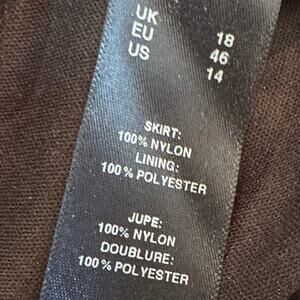 UK 18
EU 46
US 14
SKIRT:
100% NYLON
LINING:
100% POLYESTER
JUPE:
100% NYLON
DOUBLURE:
100% POLYESTER